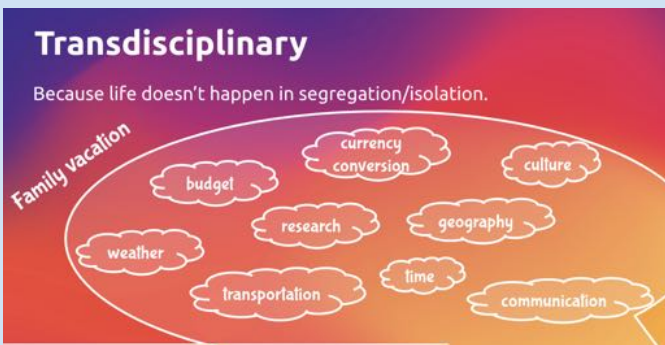 Transdisciplinary
Because life doesn't happen in segregation/isolation.
Family vacation
currency
conversion
culture
budget
research
geography
weather
time
transportation
communication